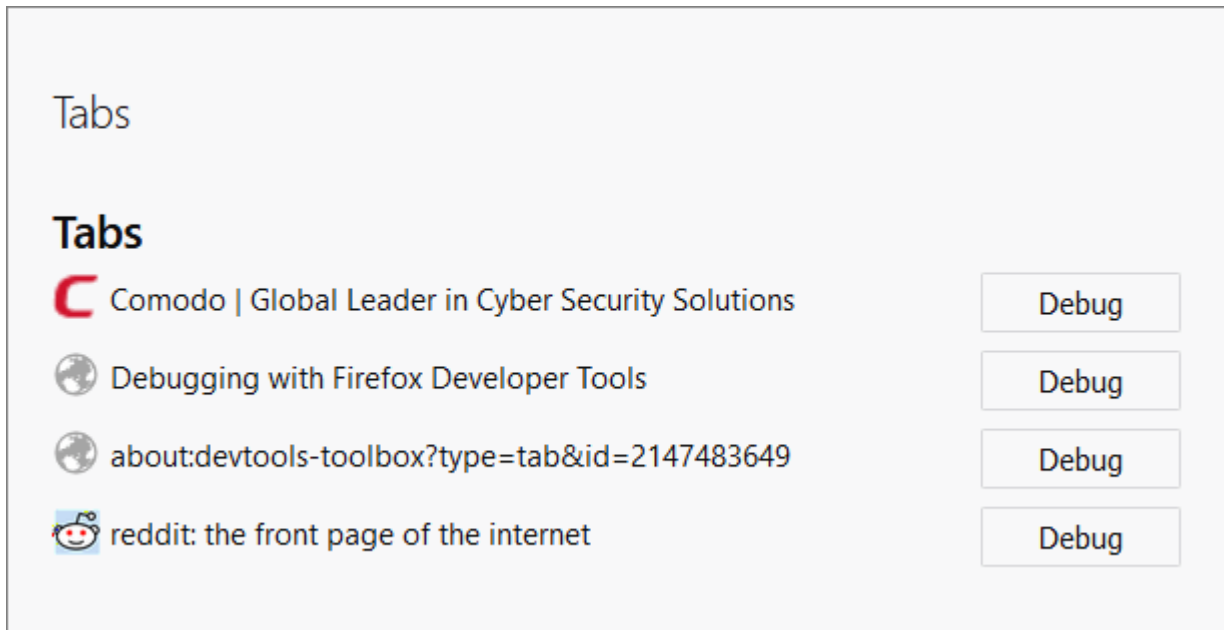 Tabs
Tabs
Comodo | Global Leader in Cyber Security Solutions Debug
Debugging with Firefox Developer Tools Debug
about:devtools-toolbox?type=tab&id=2147483649 Debug
reddit: the front page of the internet Debug